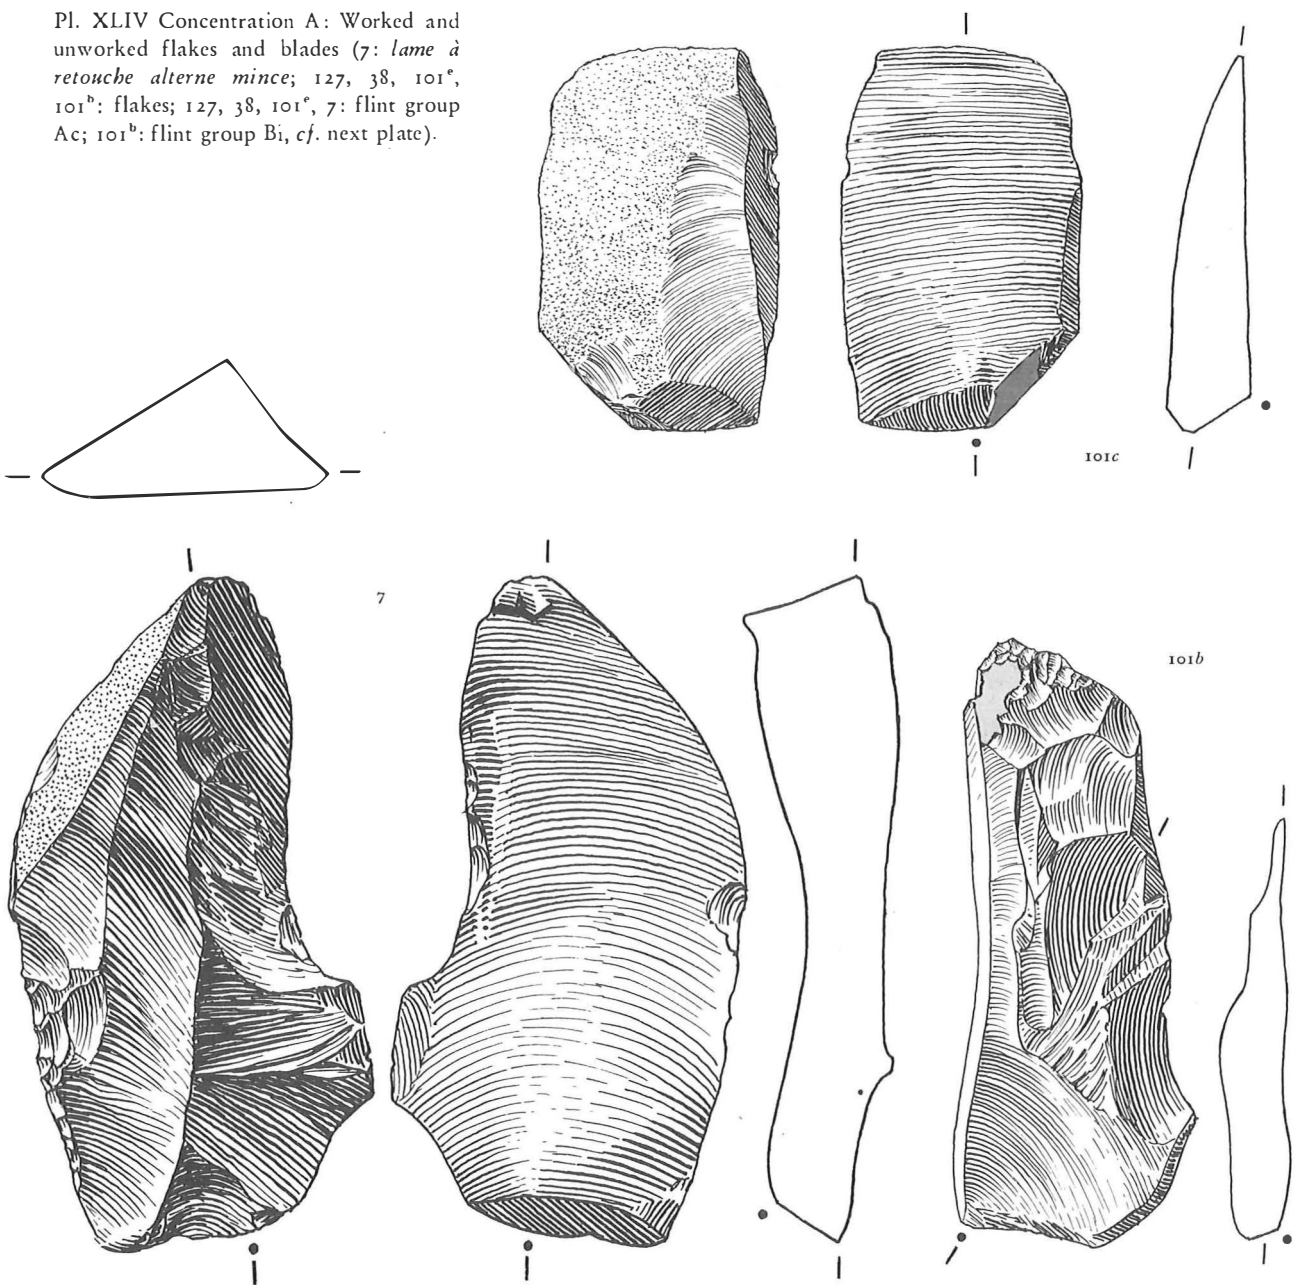 Pl. XLIV Concentration A: Worked and
unworked flakes and blades (7: lame à
retouche alterne mince; 127, 38, 101ᵉ,
101ᵇ: flakes; 127, 38, 101ᵉ, 7: flint group
Ac; 101ᵇ: flint group Bi, cf. next plate).
101c
7
101b